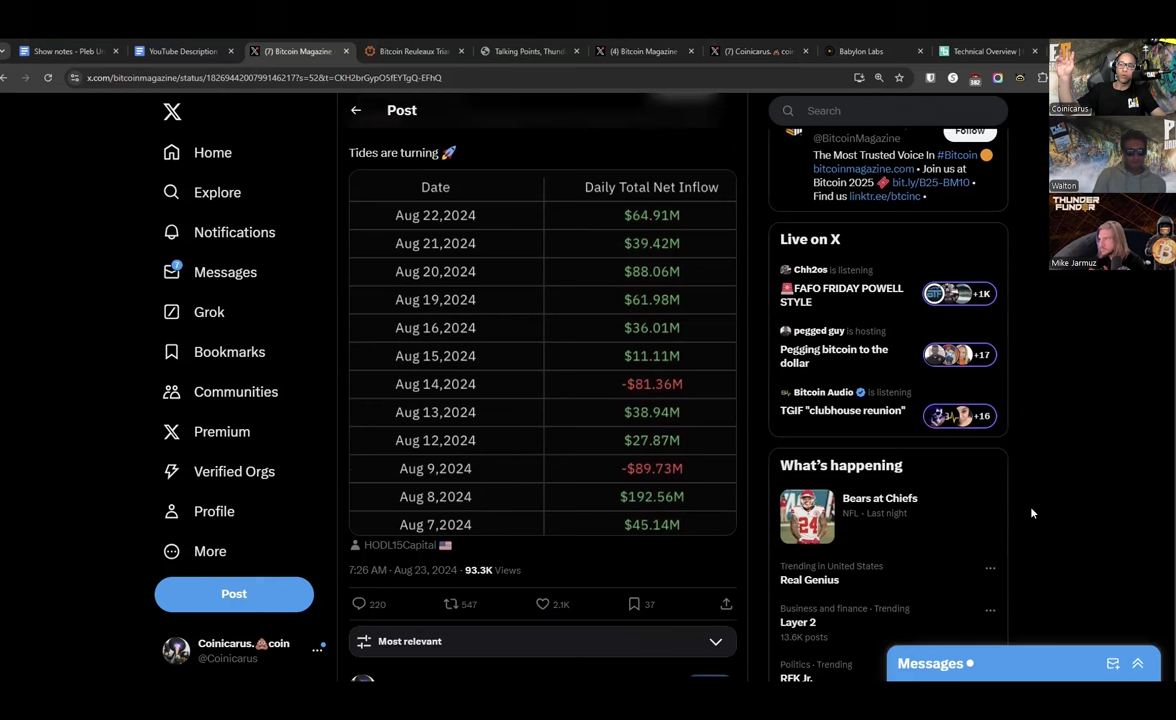 Show notes - Pleb Un
YouTube Description
(7) Bitcoin Magazine
Bitcoin Reuleaux Trian
Talking Points, Thund
(4) Bitcoin Magazine
(7) Coinicarus.💩coin
Babylon Labs
Technical Overview |
x.com/bitcoinmagazine/status/1826944200799146217?s=52&t=CKH2brGypO5fEYTgQ-EFhQ
382
Home
Explore
Notifications
7
Messages
Grok
Bookmarks
Communities
Premium
Verified Orgs
Profile
More
Post
Coinicarus.💩coin
@Coinicarus
Post
Tides are turning 🚀
Date Daily Total Net Inflow
Aug 22,2024 $64.91M
Aug 21,2024 $39.42M
Aug 20,2024 $88.06M
Aug 19,2024 $61.98M
Aug 16,2024 $36.01M
Aug 15,2024 $11.11M
Aug 14,2024 -$81.36M
Aug 13,2024 $38.94M
Aug 12,2024 $27.87M
Aug 9,2024 -$89.73M
Aug 8,2024 $192.56M
Aug 7,2024 $45.14M
HODL15Capital 🇺🇸
7:26 AM · Aug 23, 2024 · 93.3K Views
220 547 2.1K 37
Most relevant
Search
@BitcoinMagazine
Follow
The Most Trusted Voice In #Bitcoin 🟠
bitcoinmagazine.com • Join us at
Bitcoin 2025 🎟 bit.ly/B25-BM10 •
Find us linktr.ee/btcinc •
Live on X
Chh2os is listening
🚨FAFO FRIDAY POWELL
STYLE
+1K
pegged guy is hosting
Pegging bitcoin to the
dollar
+17
Bitcoin Audio is listening
TGIF "clubhouse reunion"
+16
What's happening
Bears at Chiefs
NFL · Last night
24
Trending in United States
Real Genius
Business and finance · Trending
Layer 2
13.6K posts
Politics · Trending
RFK Jr.
Messages
Coinicarus
Walton
THUNDER
FUNDER
Mike Jarmuz